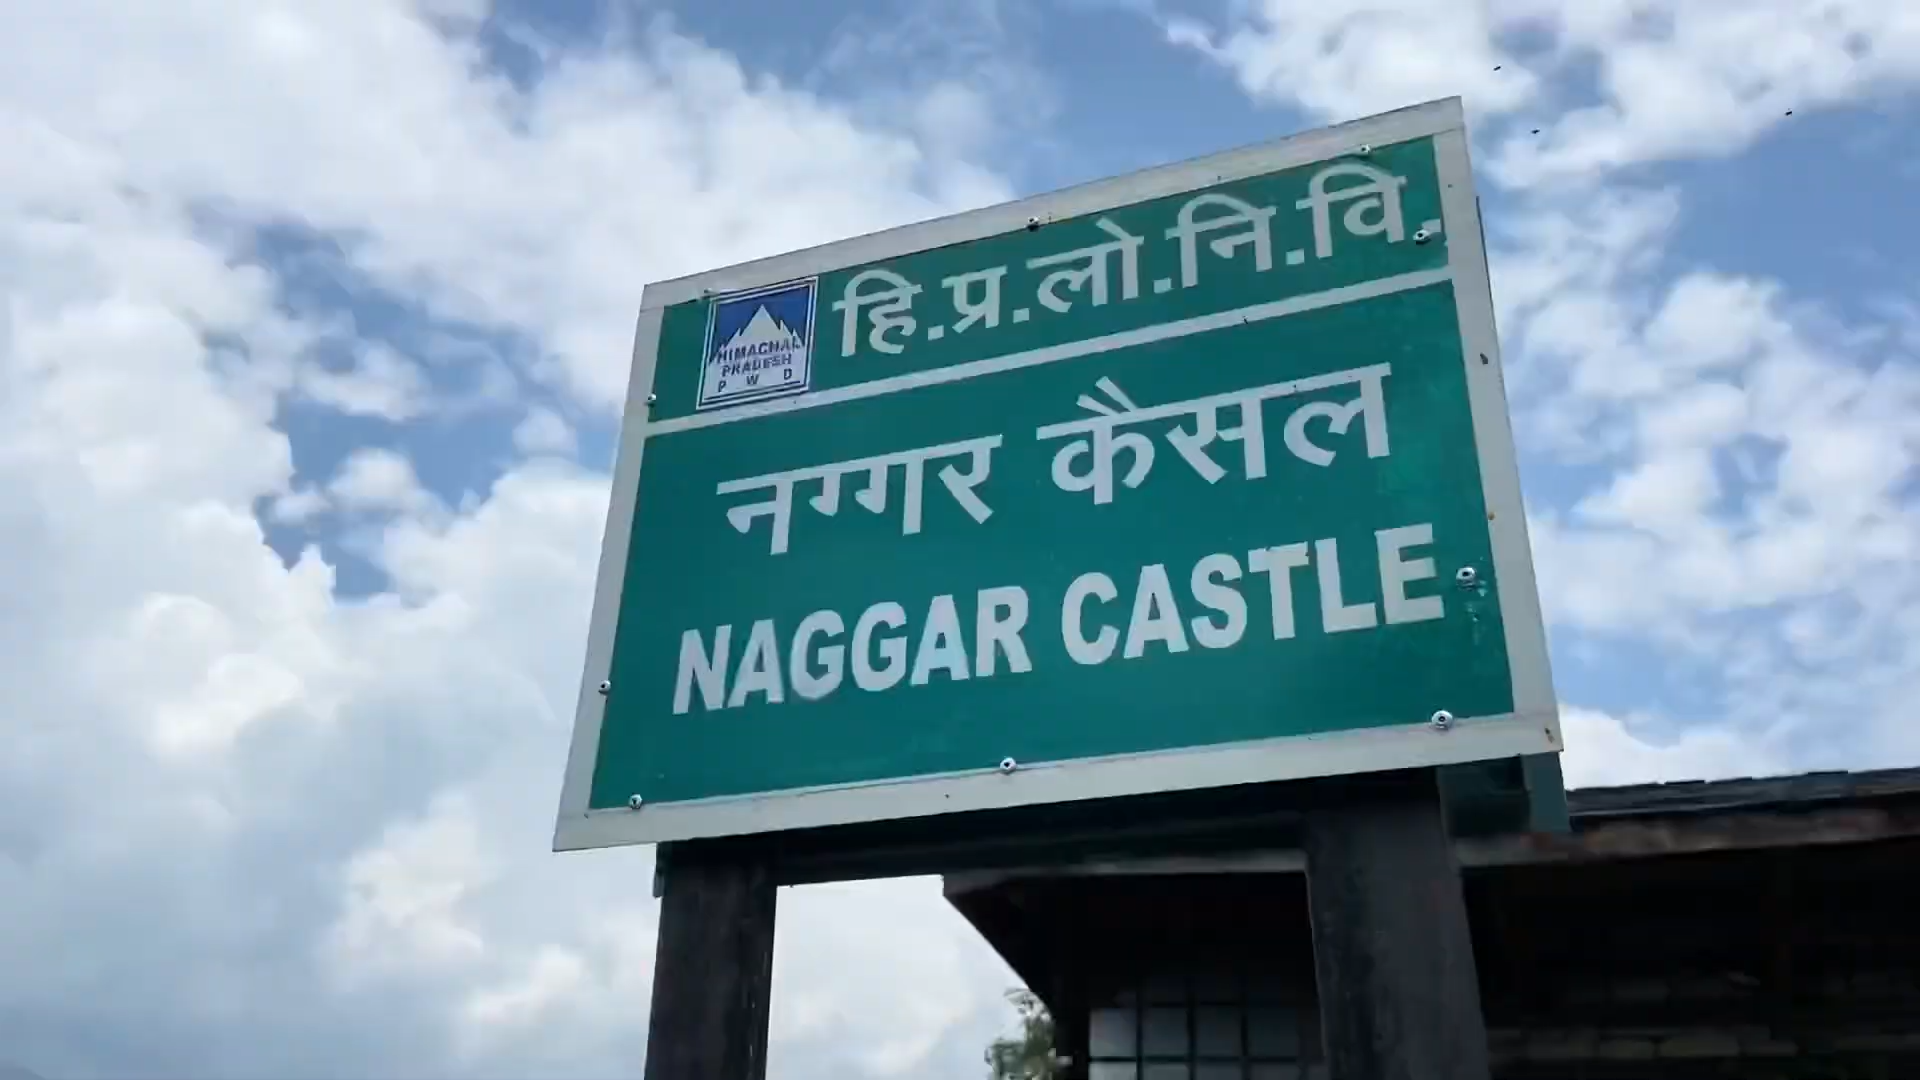 हि.प्र.लो.नि.वि.
HIMACHAL
PRADESH
P W D
नग्गर कैसल
NAGGAR CASTLE